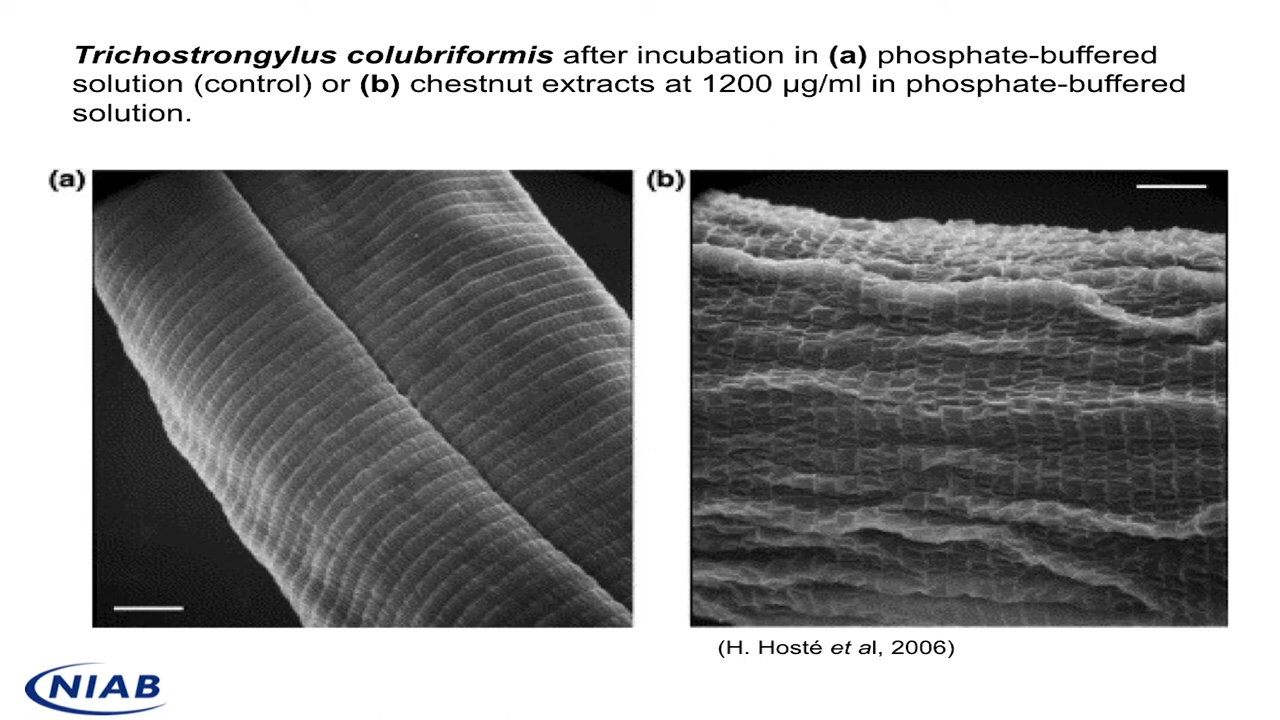 Trichostrongylus colubriformis after incubation in (a) phosphate-buffered
solution (control) or (b) chestnut extracts at 1200 µg/ml in phosphate-buffered
solution.
(a)
(b)
(H. Hosté et al, 2006)
NIAB